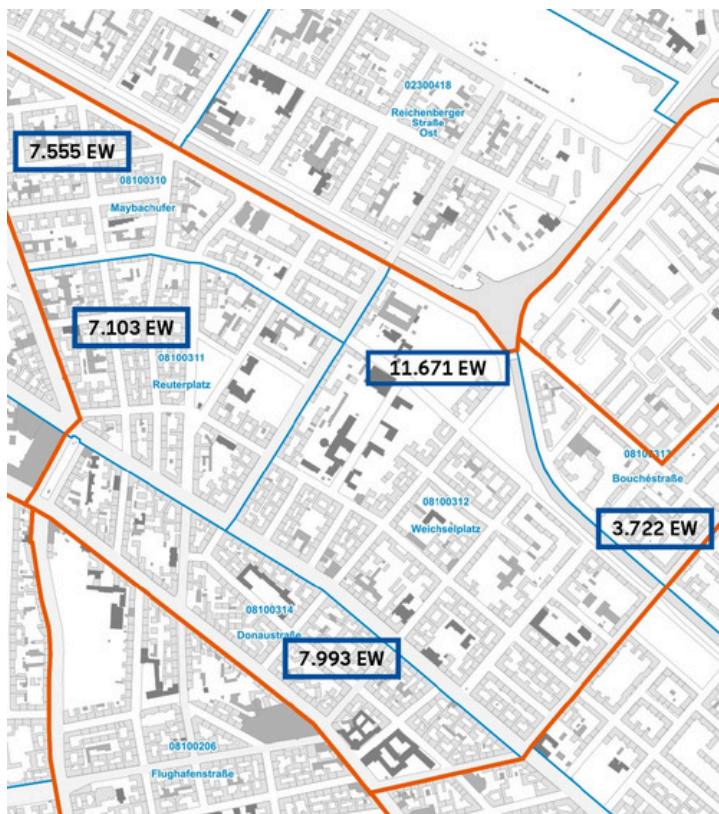 02300418
Reichenberger
Straße
Ost
7.555 EW
08100310
Maybachufer
7.103 EW
08100311
Reuterplatz
11.671 EW
Bouchéstraße
08100312
Weichselplatz
3.722 EW
08100314
Donaustraße
7.993 EW
08100206
Flughafenstraße